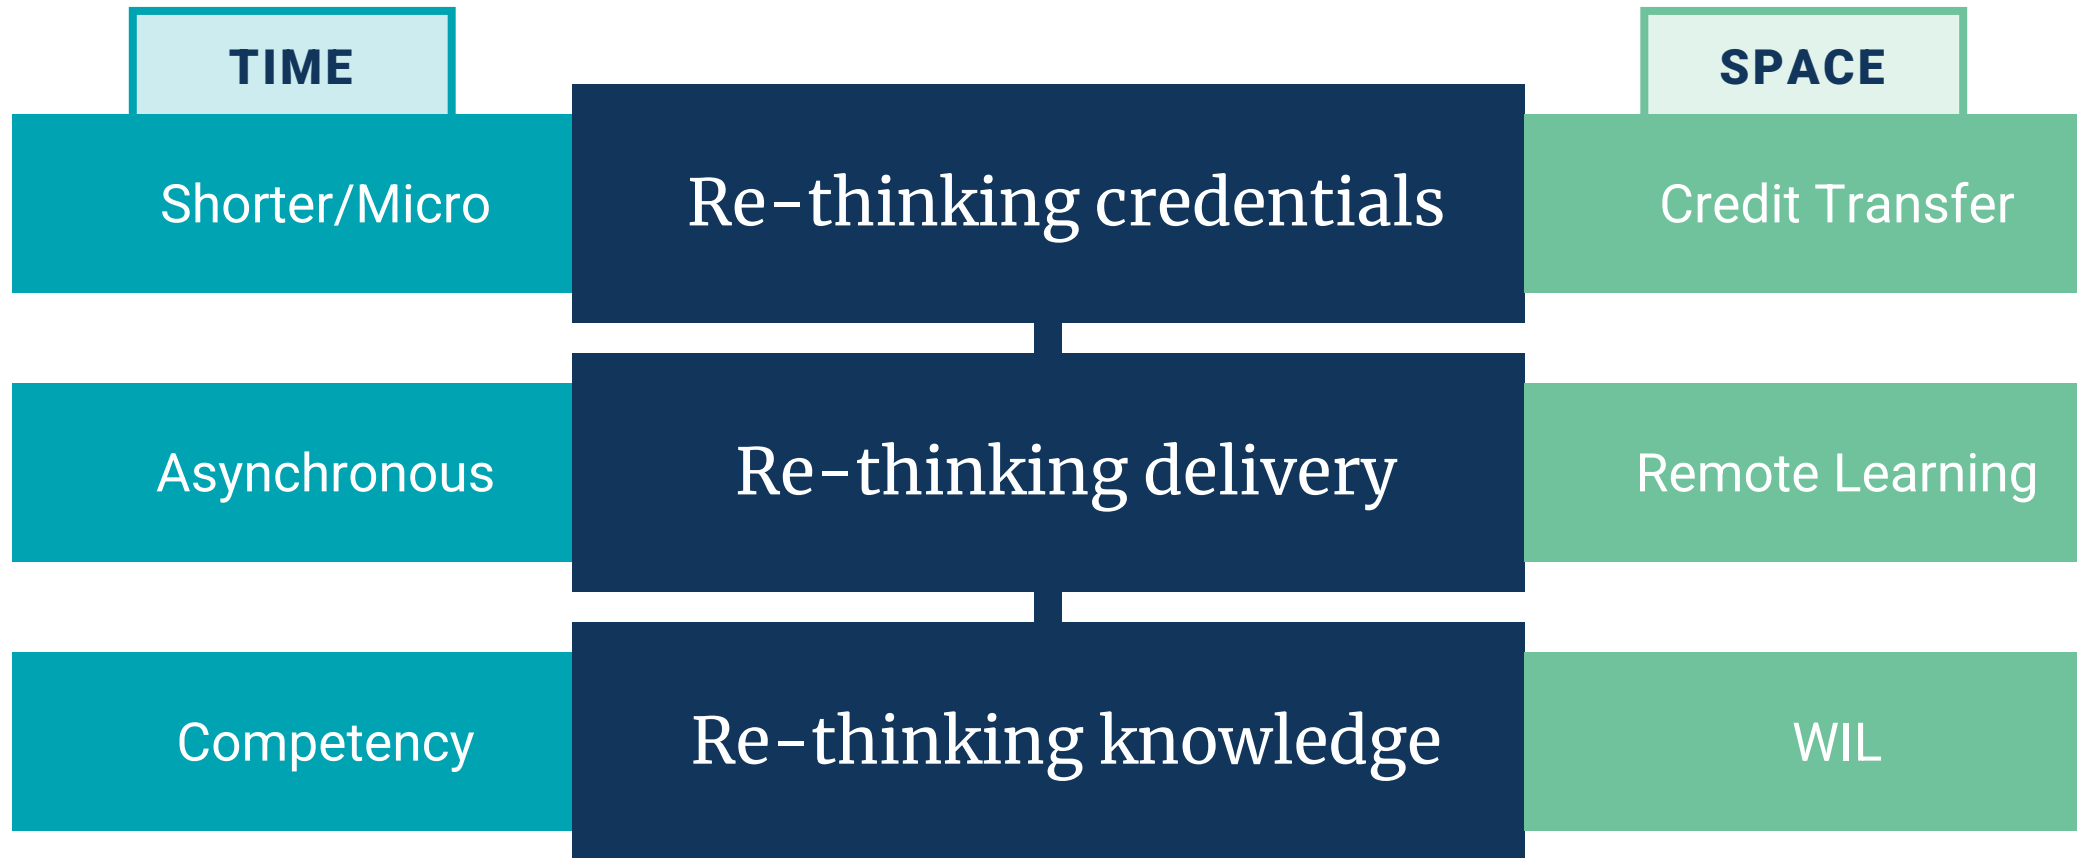 TIME
SPACE
Shorter/Micro
Re-thinking credentials
Credit Transfer
Asynchronous
Re-thinking delivery
Remote Learning
Competency
Re-thinking knowledge
WIL